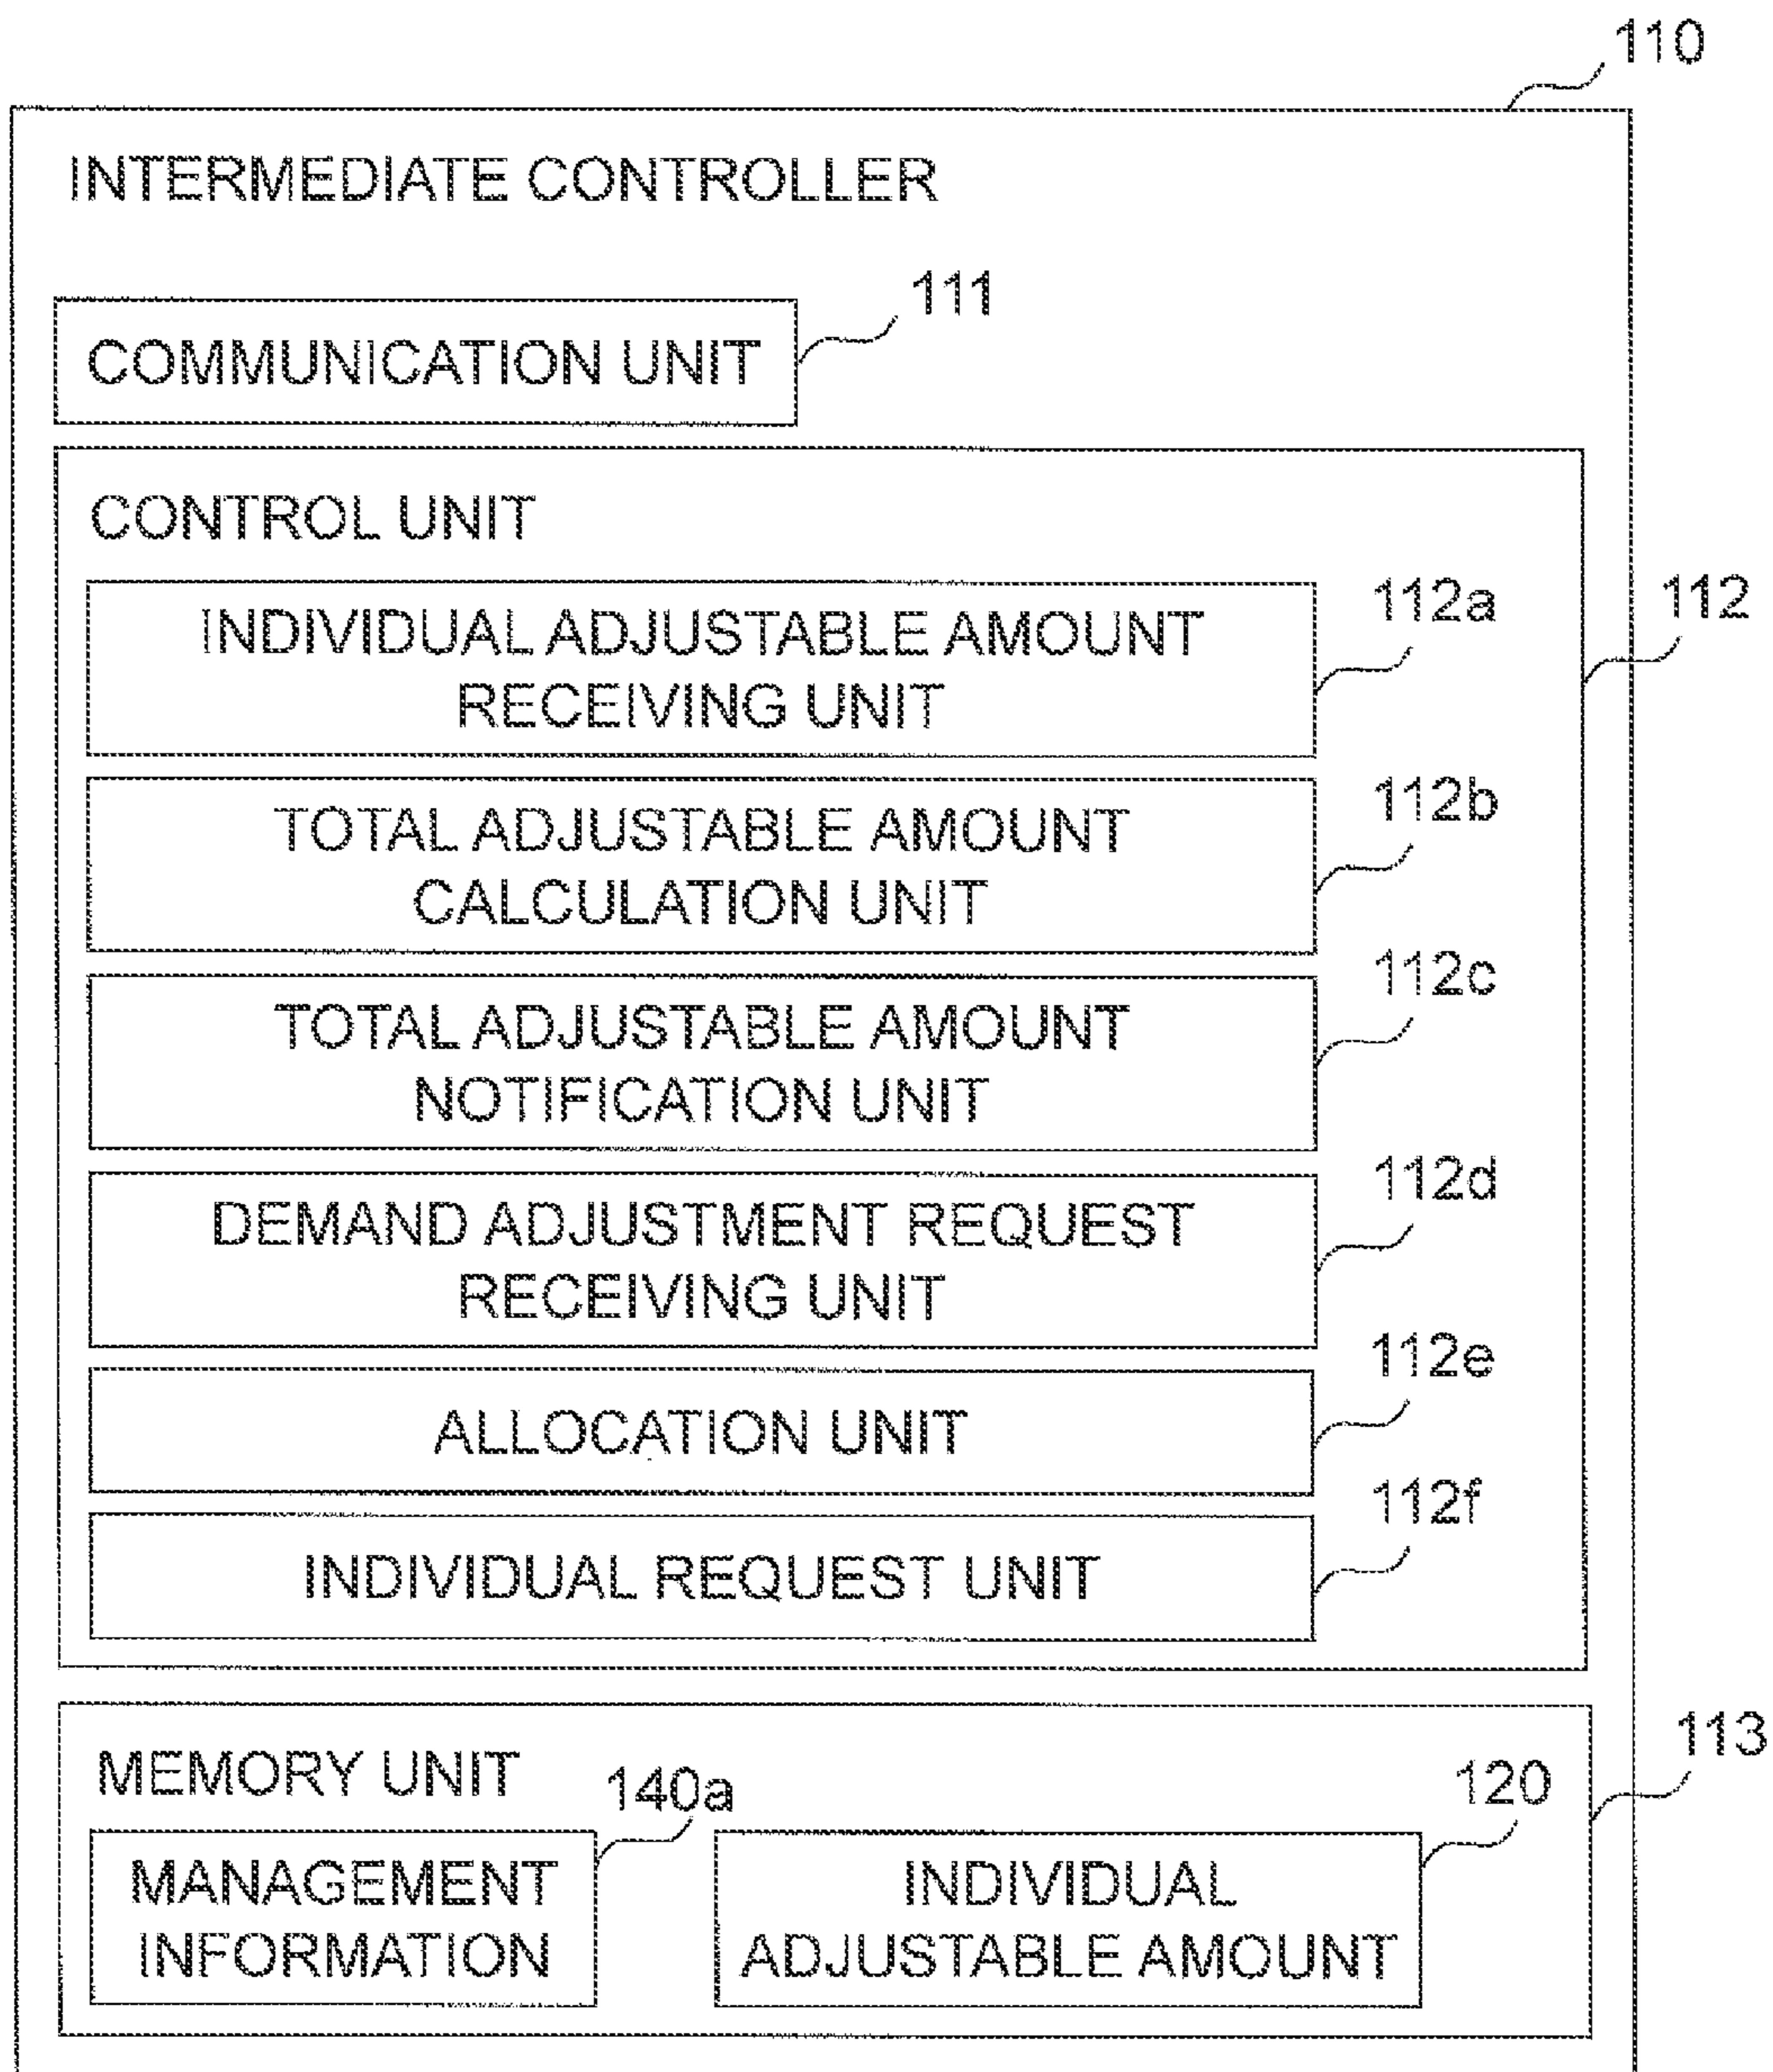 110
INTERMEDIATE CONTROLLER
111
COMMUNICATION UNIT
CONTROL UNIT
112
112a
INDIVIDUAL ADJUSTABLE AMOUNT
RECEIVING UNIT
112b
TOTAL ADJUSTABLE AMOUNT
CALCULATION UNIT
112c
TOTAL ADJUSTABLE AMOUNT
NOTIFICATION UNIT
112d
DEMAND ADJUSTMENT REQUEST
RECEIVING UNIT
112e
ALLOCATION UNIT
112f
INDIVIDUAL REQUEST UNIT
113
MEMORY UNIT
140a
120
MANAGEMENT
INFORMATION
INDIVIDUAL
ADJUSTABLE AMOUNT